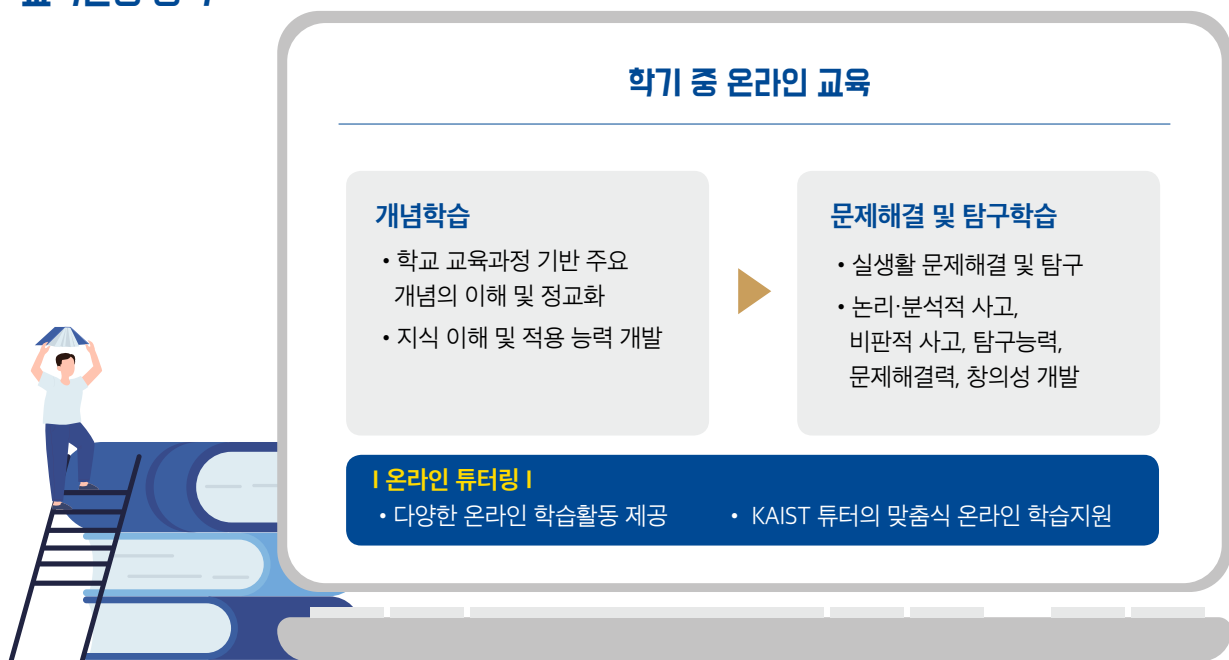 학기 중 온라인 교육
개념학습
• 학교 교육과정 기반 주요
개념의 이해 및 정교화
• 지식 이해 및 적용 능력 개발
문제해결 및 탐구학습
• 실생활 문제해결 및 탐구
• 논리·분석적 사고,
비판적 사고, 탐구능력,
문제해결력, 창의성 개발
I 온라인 튜터링 I
• 다양한 온라인 학습활동 제공
• KAIST 튜터의 맞춤식 온라인 학습지원